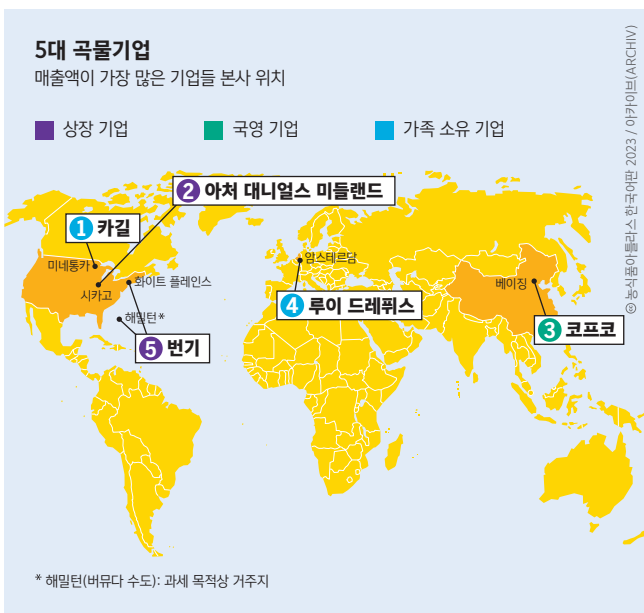 5대 곡물기업
매출액이 가장 많은 기업들 본사 위치
상장 기업
국영 기업
가족 소유 기업
2 아처 대니얼스 미들랜드
1 카길
미네통카
시카고
화이트 플레인스
해밀턴*
5 번기
암스테르담
4 루이 드레퓌스
베이징
3 코프코
* 해밀턴(버뮤다 수도): 과세 목적상 거주지
◎ 농식품아틀라스 한국어판 2023 / 아카이브(ARCHIV)